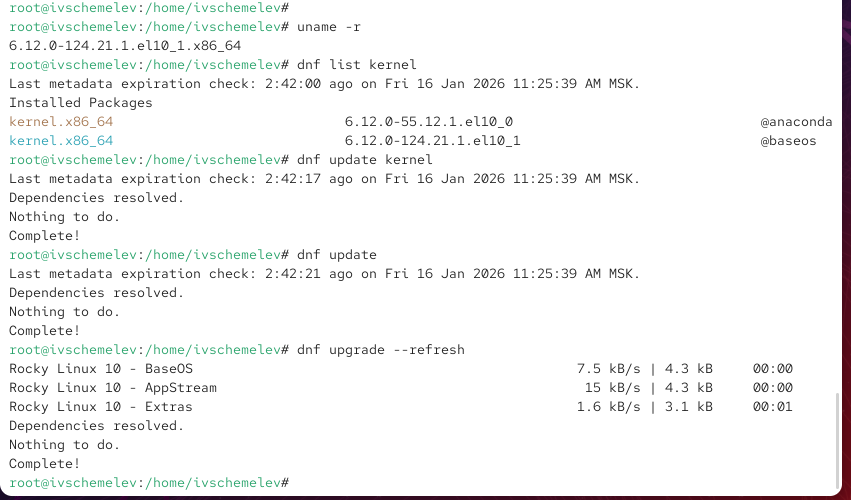 root@ivschemelev:/home/ivschemelev#
root@ivschemelev:/home/ivschemelev# uname -r
6.12.0-124.21.1.el10_1.x86_64
root@ivschemelev:/home/ivschemelev# dnf list kernel
Last metadata expiration check: 2:42:00 ago on Fri 16 Jan 2026 11:25:39 AM MSK.
Installed Packages
kernel.x86_64 6.12.0-55.12.1.el10_0 @anaconda
kernel.x86_64 6.12.0-124.21.1.el10_1 @baseos
root@ivschemelev:/home/ivschemelev# dnf update kernel
Last metadata expiration check: 2:42:17 ago on Fri 16 Jan 2026 11:25:39 AM MSK.
Dependencies resolved.
Nothing to do.
Complete!
root@ivschemelev:/home/ivschemelev# dnf update
Last metadata expiration check: 2:42:21 ago on Fri 16 Jan 2026 11:25:39 AM MSK.
Dependencies resolved.
Nothing to do.
Complete!
root@ivschemelev:/home/ivschemelev# dnf upgrade --refresh
Rocky Linux 10 - BaseOS 7.5 kB/s | 4.3 kB 00:00
Rocky Linux 10 - AppStream 15 kB/s | 4.3 kB 00:00
Rocky Linux 10 - Extras 1.6 kB/s | 3.1 kB 00:01
Dependencies resolved.
Nothing to do.
Complete!
root@ivschemelev:/home/ivschemelev#